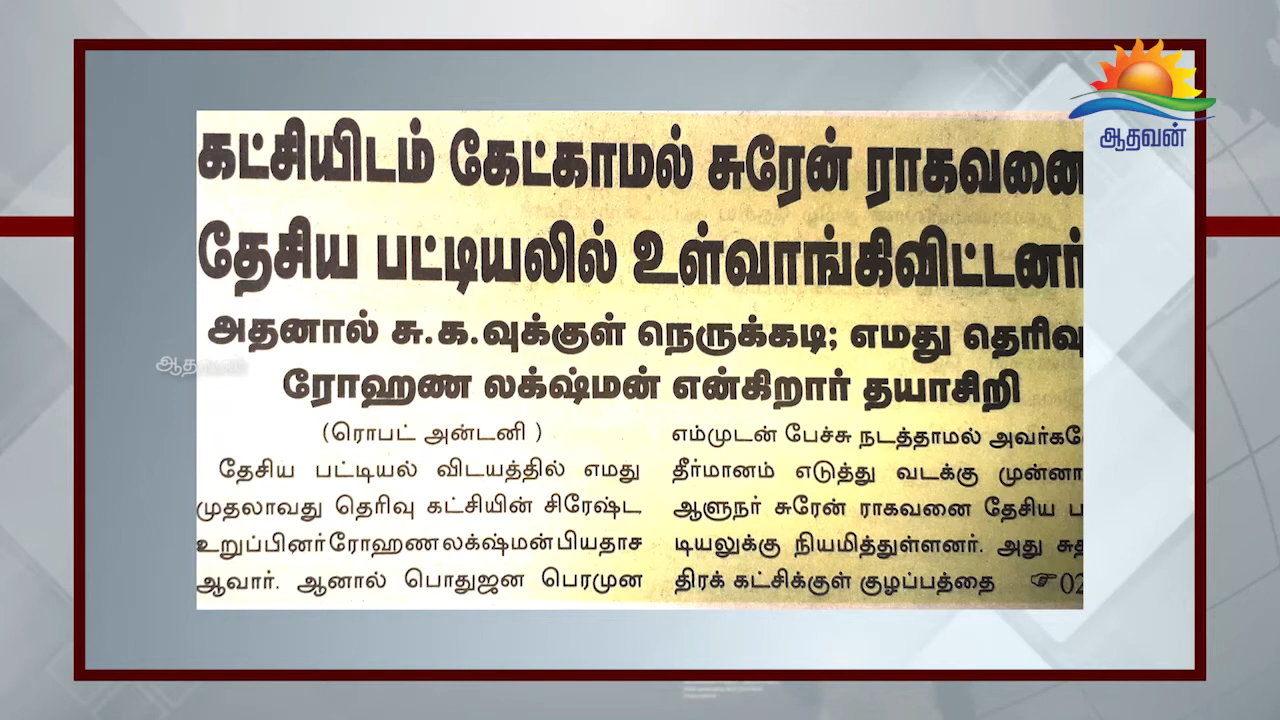 ஆதவன்
கட்சியிடம் கேட்காமல் சுரேன் ராகவனை
தேசிய பட்டியலில் உள்வாங்கிவிட்டனர்
அதனால் சு.க.வுக்குள் நெருக்கடி; எமது தெரிவு
ரோஹண லக்ஷ்மன் என்கிறார் தயாசிறி
(ரொபட் அன்டனி )
தேசிய பட்டியல் விடயத்தில் எமது
முதலாவது தெரிவு கட்சியின் சிரேஷ்ட
உறுப்பினர்ரோஹணலக்ஷ்மன்பியதாச
ஆவார். ஆனால் பொதுஜன பெரமுன
எம்முடன் பேச்சு நடத்தாமல்
தீர்மானம் எடுத்து வடக்கு முன்னா
ஆளுநர் சுரேன் ராகவனை தேசிய ப
டியலுக்கு நியமித்துள்ளனர். அது சுத
திரக் கட்சிக்குள் குழப்பத்தை ☞02
ஆதவன்